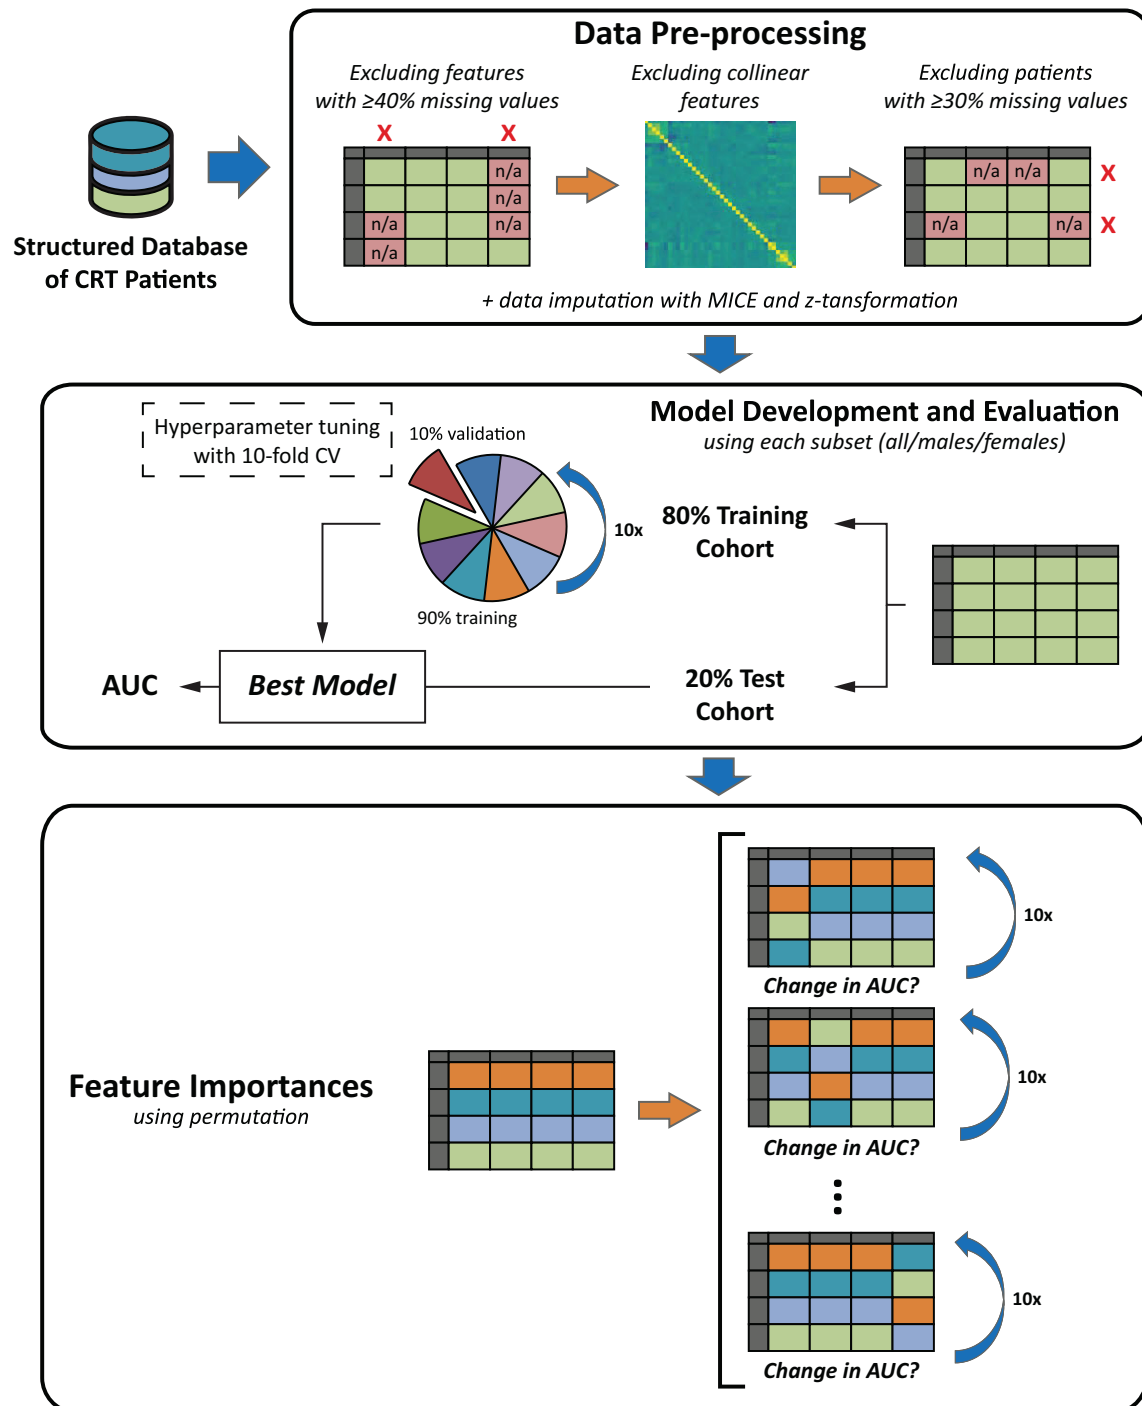 Data Pre-processing
Excluding features
with ≥40% missing values
Excluding collinear
features
Excluding patients
with ≥30% missing values
X
X
n/a
n/a
n/a
n/a
n/a
n/a
n/a
n/a
n/a
X
X
Structured Database
of CRT Patients
+ data imputation with MICE and z-tansformation
Model Development and Evaluation
using each subset (all/males/females)
Hyperparameter tuning
with 10-fold CV
10% validation
10x
90% training
80% Training
Cohort
20% Test
Cohort
Best Model
AUC
Feature Importances
using permutation
10x
Change in AUC?
10x
Change in AUC?
10x
Change in AUC?